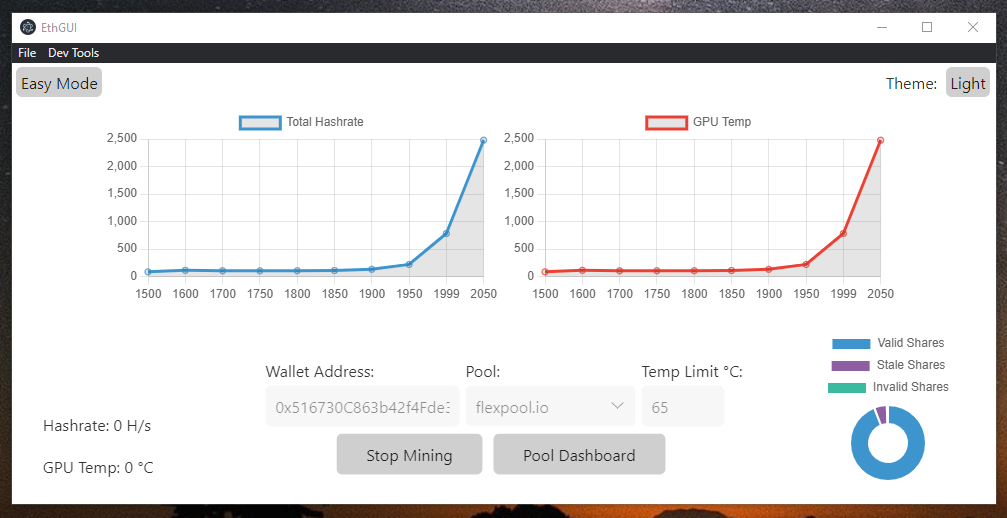 EthGUI
File Dev Tools
Easy Mode Theme: Light
Total Hashrate GPU Temp
2,500 2,500
2,000 2,000
1,500 1,500
1,000 1,000
500 500
0 0
1500 1600 1700 1750 1800 1850 1900 1950 1999 2050 1500 1600 1700 1750 1800 1850 1900 1950 1999 2050
Valid Shares
Stale Shares
Invalid Shares
Wallet Address: Pool: Temp Limit °C:
0x516730C863b42f4Fde flexpool.io 65
Hashrate: 0 H/s
Stop Mining Pool Dashboard
GPU Temp: 0 °C